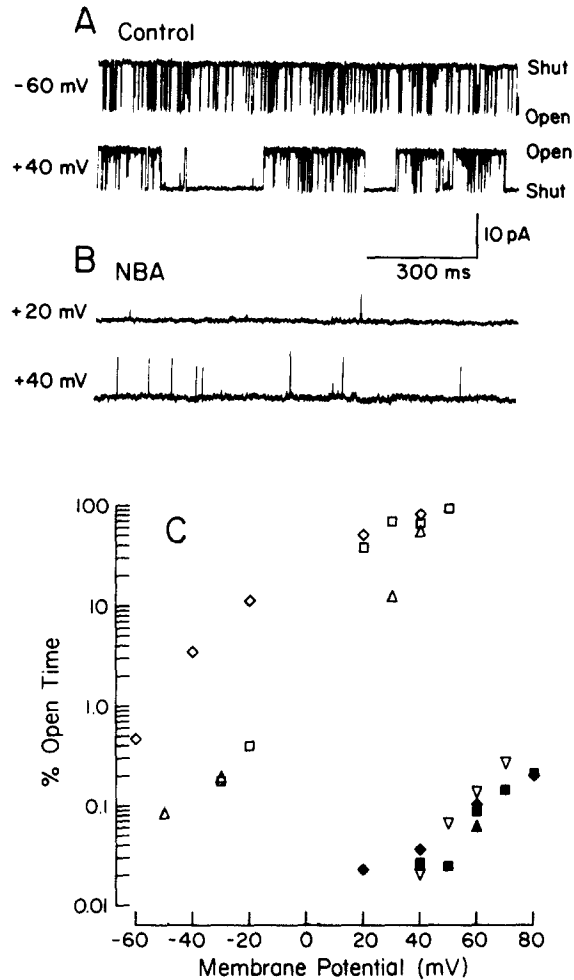 A Control
-60 mV
Shut
Open
+40 mV
Open
Shut
10 pA
300 ms
B NBA
+20 mV
+40 mV
C
% Open Time
100
10
1.0
0.1
0.01
-60 -40 -20 0 20 40 60 80
Membrane Potential (mV)